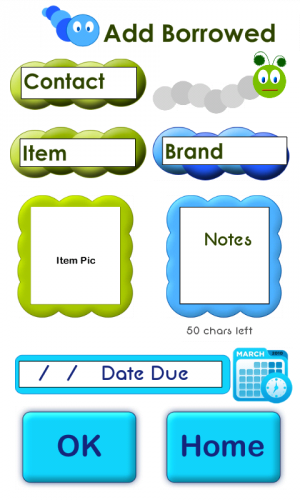 Add Borrowed
Contact
Item
Brand
Item Pic
Notes
50 chars left
/ / Date Due
MARCH
OK
Home